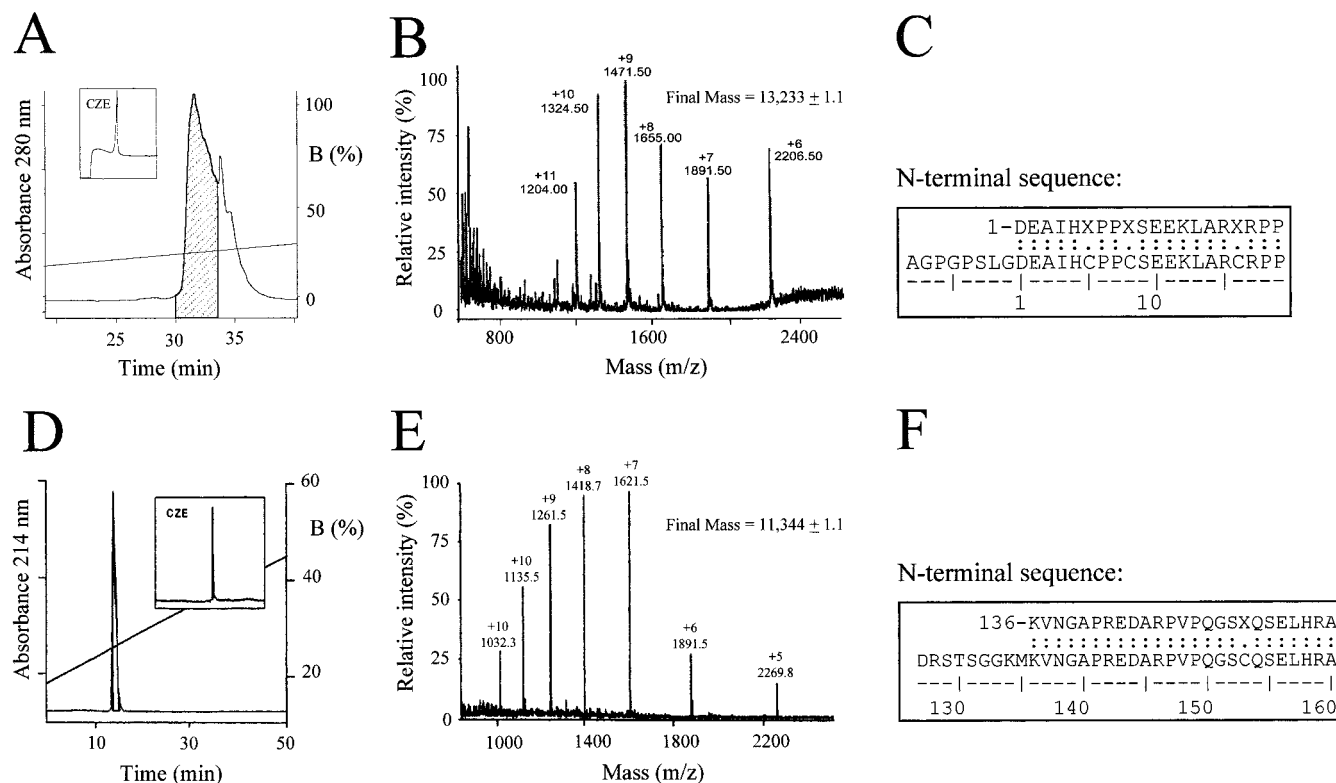 A
CZE
Absorbance 280 nm
100
B (%)
50
0
25
30
35
Time (min)
B
Relative intensity (%)
100
75
50
25
0
+11
1204.00
+10
1324.50
+9
1471.50
+8
1655.00
+7
1891.50
+6
2206.50
Final Mass = 13,233 ± 1.1
800
1600
2400
Mass (m/z)
C
N-terminal sequence:
1-DEAIHXPPXSEEKLARXRPP
AGPGPSLGDEAIHCPPCSEEKLARCRPP
1
10
D
CZE
Absorbance 214 nm
60
B (%)
40
20
10
30
50
Time (min)
E
Relative intensity (%)
100
75
50
25
0
+10
1032.3
+10
1135.5
+9
1261.5
+8
1418.7
+7
1621.5
+6
1891.5
+5
2269.8
Final Mass = 11,344 ± 1.1
1000
1400
1800
2200
Mass (m/z)
F
N-terminal sequence:
136-KVNGAPREDARPVPQGSXQSELHRA
DRSTSGGKMKVNGAPREDARPVPQGSCQSELHRA
130
140
150
160